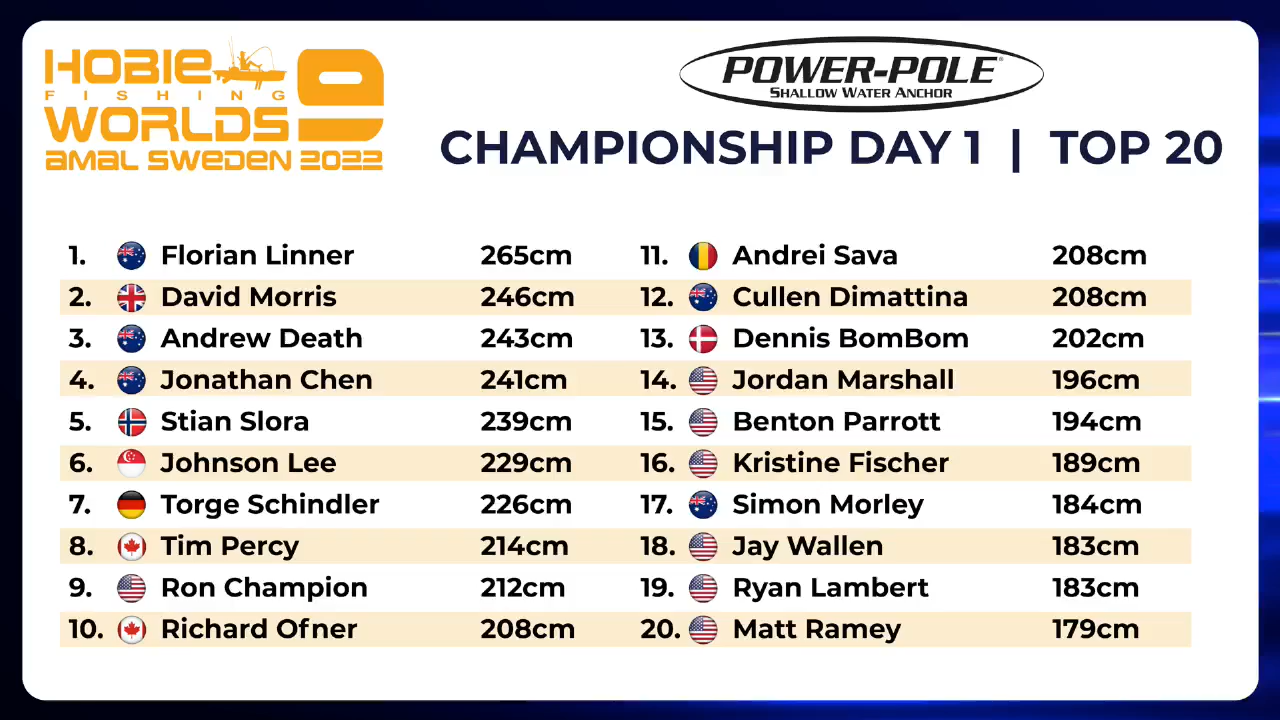 HOBIE
FISHING
WORLDS 9
AMAL SWEDEN 2022
POWER-POLE®
SHALLOW WATER ANCHOR
CHAMPIONSHIP DAY 1 | TOP 20
1. Florian Linner 265cm
2. David Morris 246cm
3. Andrew Death 243cm
4. Jonathan Chen 241cm
5. Stian Slora 239cm
6. Johnson Lee 229cm
7. Torge Schindler 226cm
8. Tim Percy 214cm
9. Ron Champion 212cm
10. Richard Ofner 208cm
11. Andrei Sava 208cm
12. Cullen Dimattina 208cm
13. Dennis BomBom 202cm
14. Jordan Marshall 196cm
15. Benton Parrott 194cm
16. Kristine Fischer 189cm
17. Simon Morley 184cm
18. Jay Wallen 183cm
19. Ryan Lambert 183cm
20. Matt Ramey 179cm